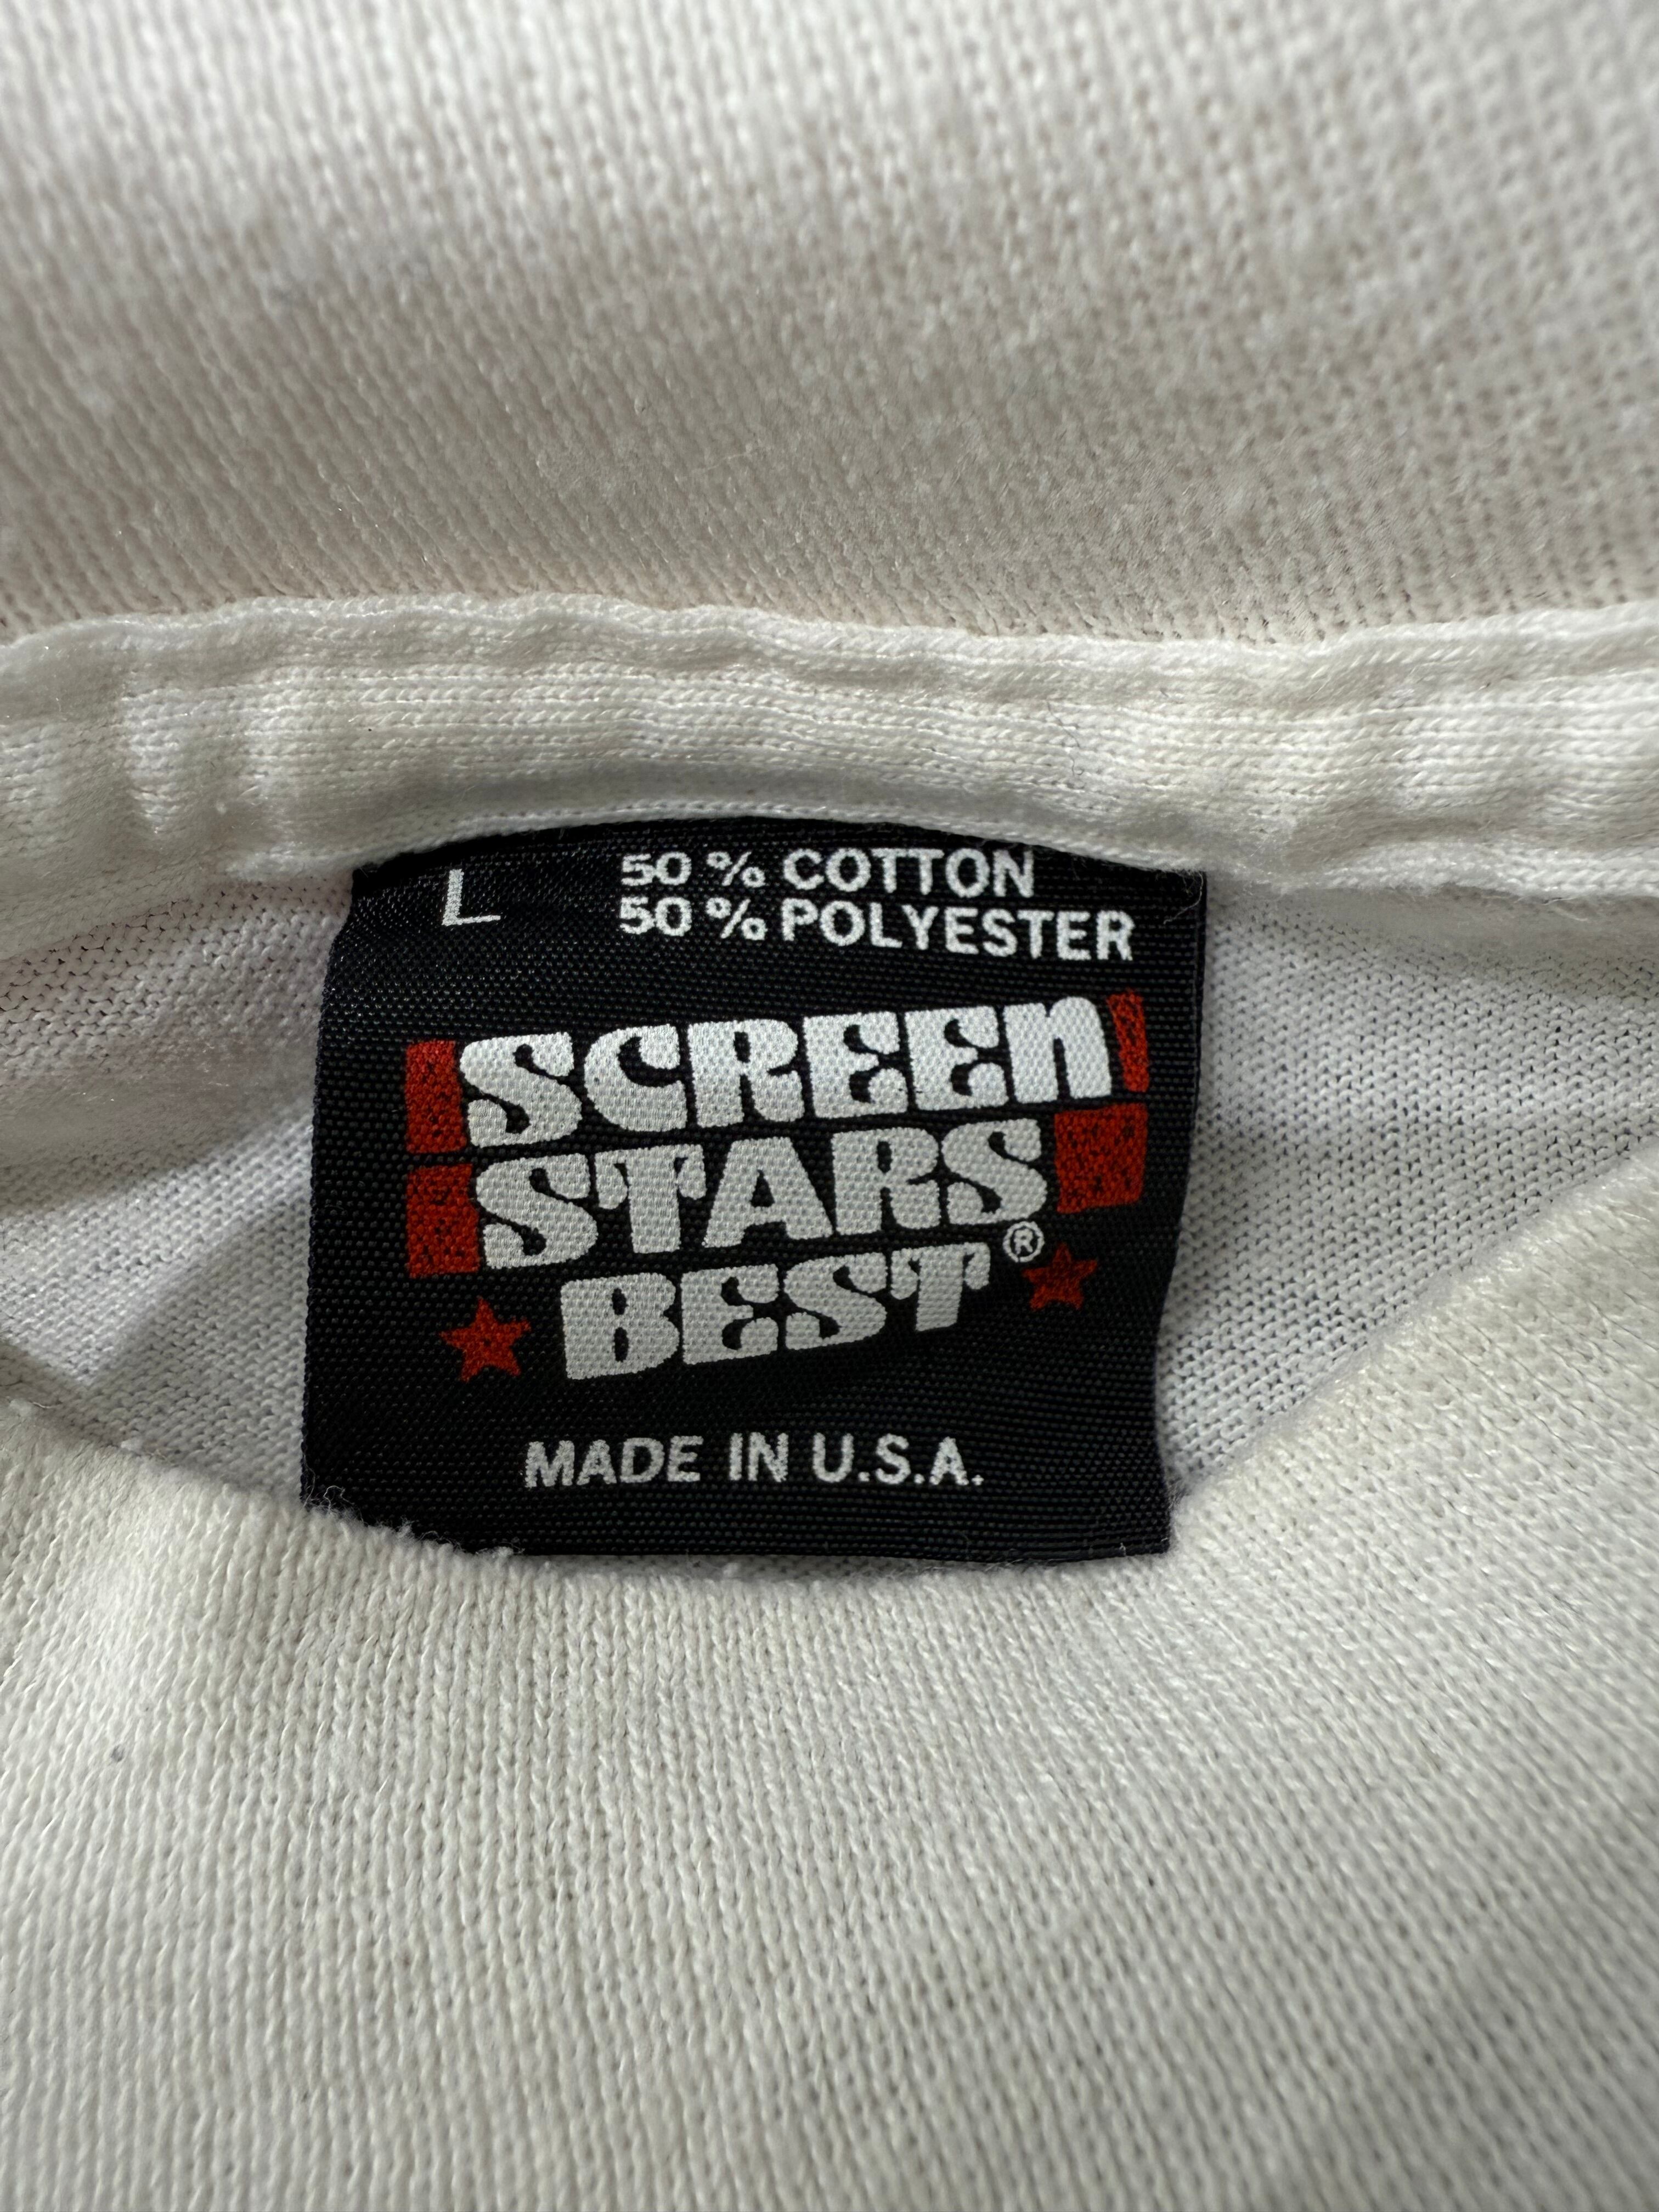 L
50 % COTTON
50 % POLYESTER
SCREEN
STARS
BEST®
MADE IN U.S.A.